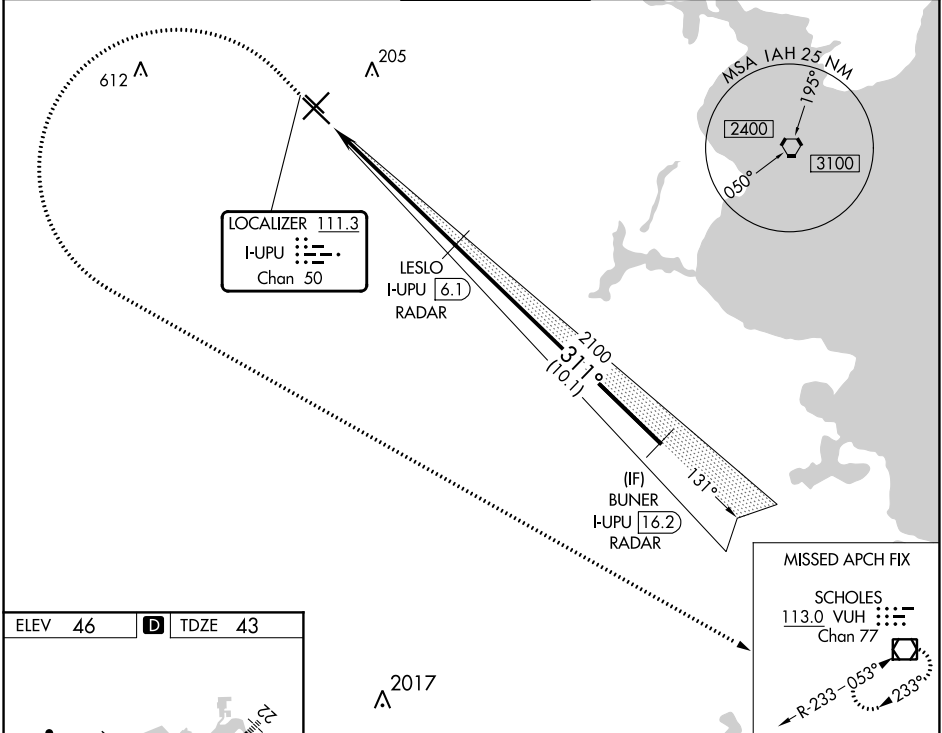 612
205
MSA IAH 25 NM
195°
2400
3100
050°
LOCALIZER 111.3
I-UPU
Chan 50
LESLO
I-UPU 6.1
RADAR
2100
311°
(10.1)
131°
(IF)
BUNER
I-UPU 16.2
RADAR
MISSED APCH FIX
SCHOLES
113.0 VUH
Chan 77
R-233
053°
233°
ELEV 46 D TDZE 43
22
2017